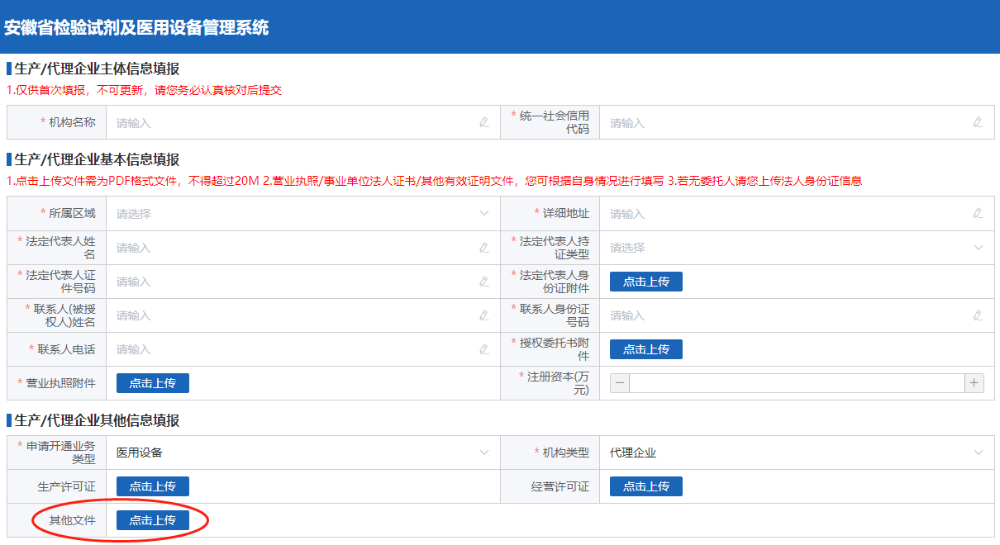 安徽省检验试剂及医用设备管理系统
生产/代理企业主体信息填报
1.仅供首次填报，不可更新，请您务必认真核对后提交
* 机构名称 请输入 * 统一社会信用
代码 请输入
生产/代理企业基本信息填报
1.点击上传文件需为PDF格式文件，不得超过20M 2.营业执照/事业单位法人证书/其他有效证明文件，您可根据自身情况进行填写 3.若无委托人请您上传法人身份证信息
* 所属区域 请选择 * 详细地址 请输入
* 法定代表人姓
名 请输入 * 法定代表人持
证类型 请选择
* 法定代表人证
件号码 请输入 * 法定代表人身
份证附件 点击上传
* 联系人(被授
权人)姓名 请输入 * 联系人身份证
号码 请输入
* 联系人电话 请输入 * 授权委托书附
件 点击上传
* 营业执照附件 点击上传 * 注册资本(万
元) － +
生产/代理企业其他信息填报
* 申请开通业务
类型 医用设备 * 机构类型 代理企业
生产许可证 点击上传 经营许可证 点击上传
其他文件 点击上传